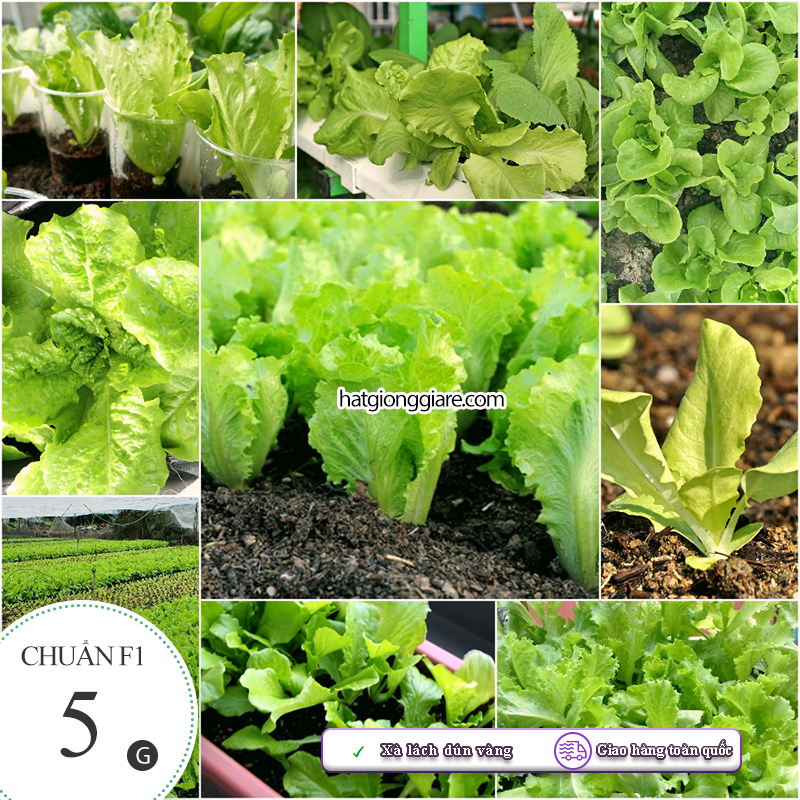 hatgionggiare.com
CHUẨN F1
5
G
Xà lách dún vàng
Giao hàng toàn quốc